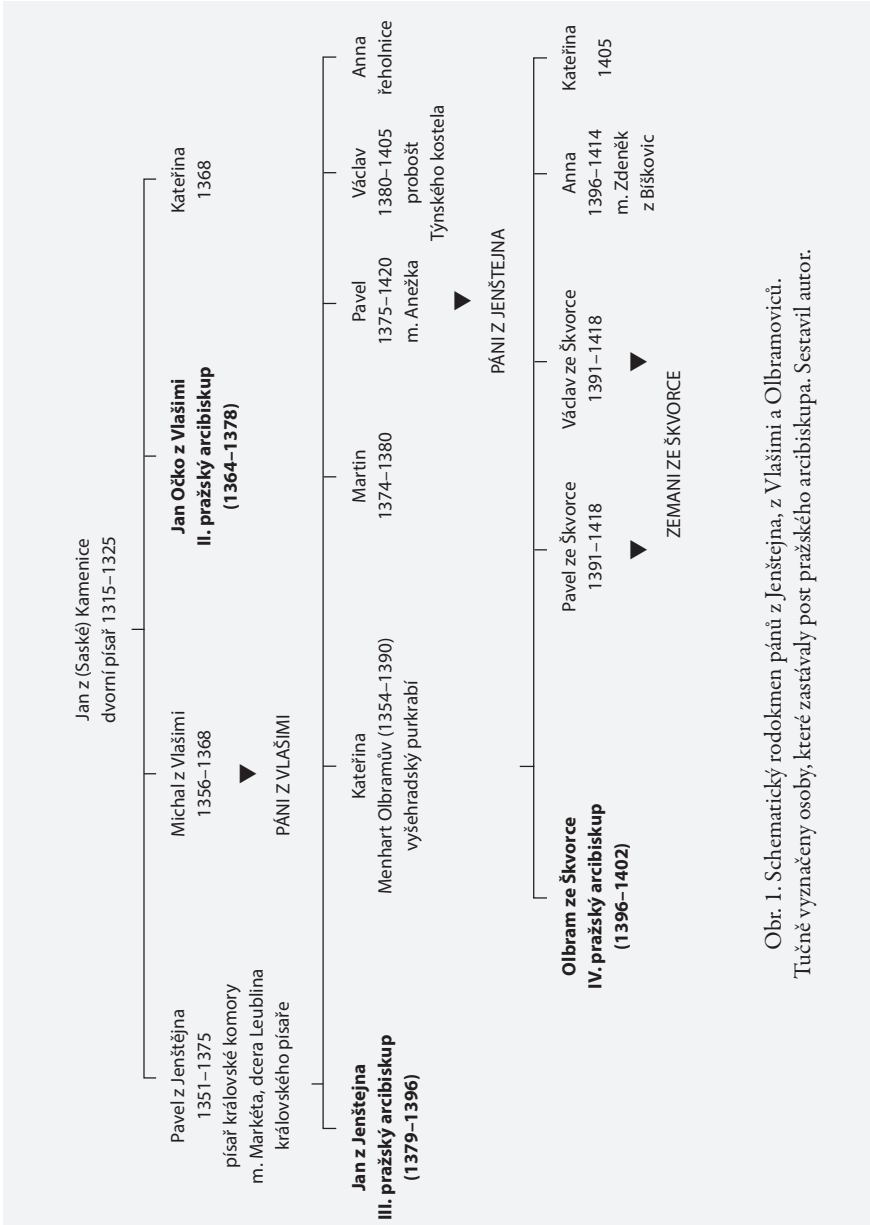 Jan z (Saské) Kamenice
dvorní písař 1315–1325
Pavel z Jenštějna
1351–1375
písař královské komory
m. Markéta, dcera Leublina
královského písaře
Michal z Vlašimi
1356–1368
PÁNI Z VLAŠIMI
Jan Očko z Vlašimi
II. pražský arcibiskup
(1364–1378)
Kateřina
1368
Jan z Jenštejna
III. pražský arcibiskup
(1379–1396)
Kateřina
Menhart Olbramův (1354–1390)
vyšehradský purkrabí
Martin
1374–1380
Pavel
1375–1420
m. Anežka
PÁNI Z JENŠTEJNA
Václav
1380–1405
probošt
Týnského kostela
Anna
řeholnice
Olbram ze Škvorce
IV. pražský arcibiskup
(1396–1402)
Pavel ze Škvorce
1391–1418
Václav ze Škvorce
1391–1418
ZEMANI ZE ŠKVORCE
Anna
1396–1414
m. Zdeněk
z Bíškovic
Kateřina
1405
Obr. 1. Schematický rodokmen pánů z Jenštejna, z Vlašimi a Olbramoviců.
Tučně vyznačeny osoby, které zastávaly post pražského arcibiskupa. Sestavil autor.